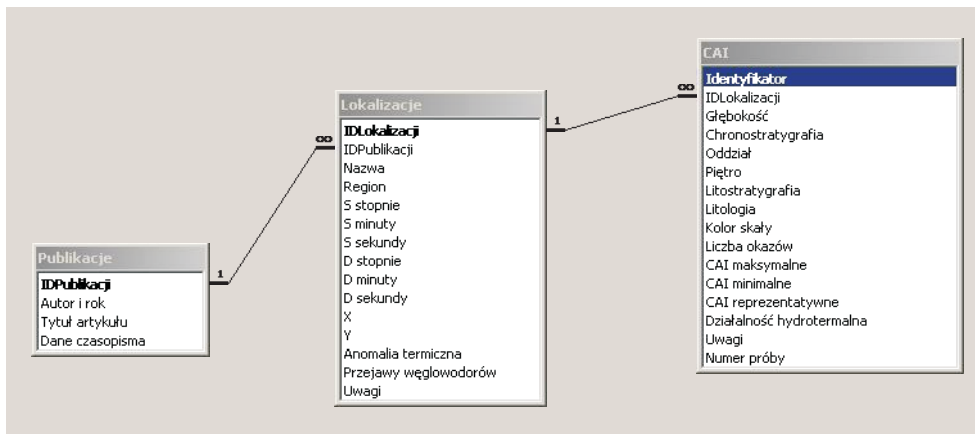 Publikacje
IDPublikacji
Autor i rok
Tytuł artykułu
Dane czasopisma
1
∞
Lokalizacje
IDLokalizacji
IDPublikacji
Nazwa
Region
S stopnie
S minuty
S sekundy
D stopnie
D minuty
D sekundy
X
Y
Anomalia termiczna
Przejawy węglowodorów
Uwagi
1
∞
CAI
Identyfikator
IDLokalizacji
Głębokość
Chronostratygrafia
Oddział
Piętro
Litostratygrafia
Litologia
Kolor skały
Liczba okazów
CAI maksymalne
CAI minimalne
CAI reprezentatywne
Działalność hydrotermalna
Uwagi
Numer próby